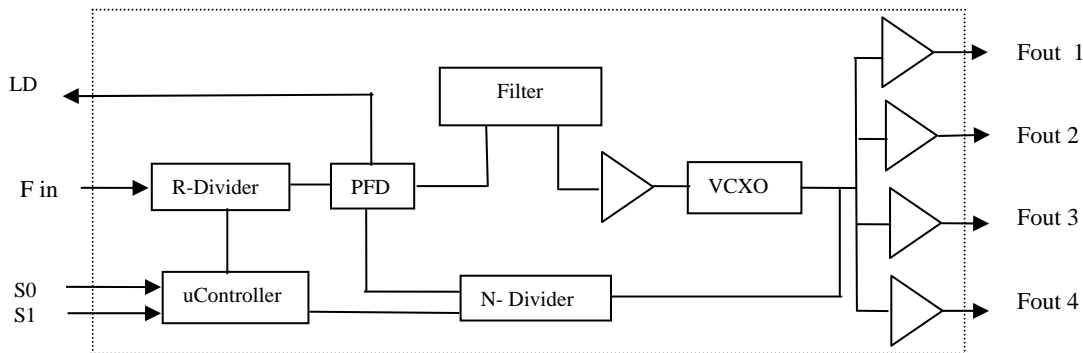 Fout 1
LD
Filter
Fout 2
F in
R-Divider
PFD
VCXO
Fout 3
S0
S1
uController
N- Divider
Fout 4